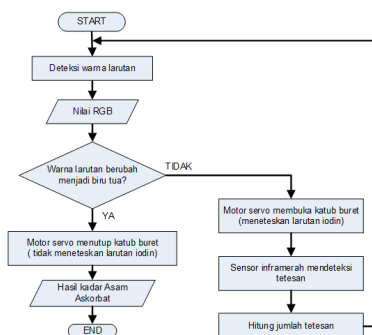 START
Deteksi warna larutan
Nilai RGB
Warna larutan berubah
menjadi biru tua?
TIDAK
YA
Motor servo menutup katub buret
( tidak meneteskan larutan iodin)
Hasil kadar Asam
Askorbat
END
Motor servo membuka katub buret
(meneteskan larutan iodin)
Sensor inframerah mendeteksi
tetesan
Hitung jumlah tetesan